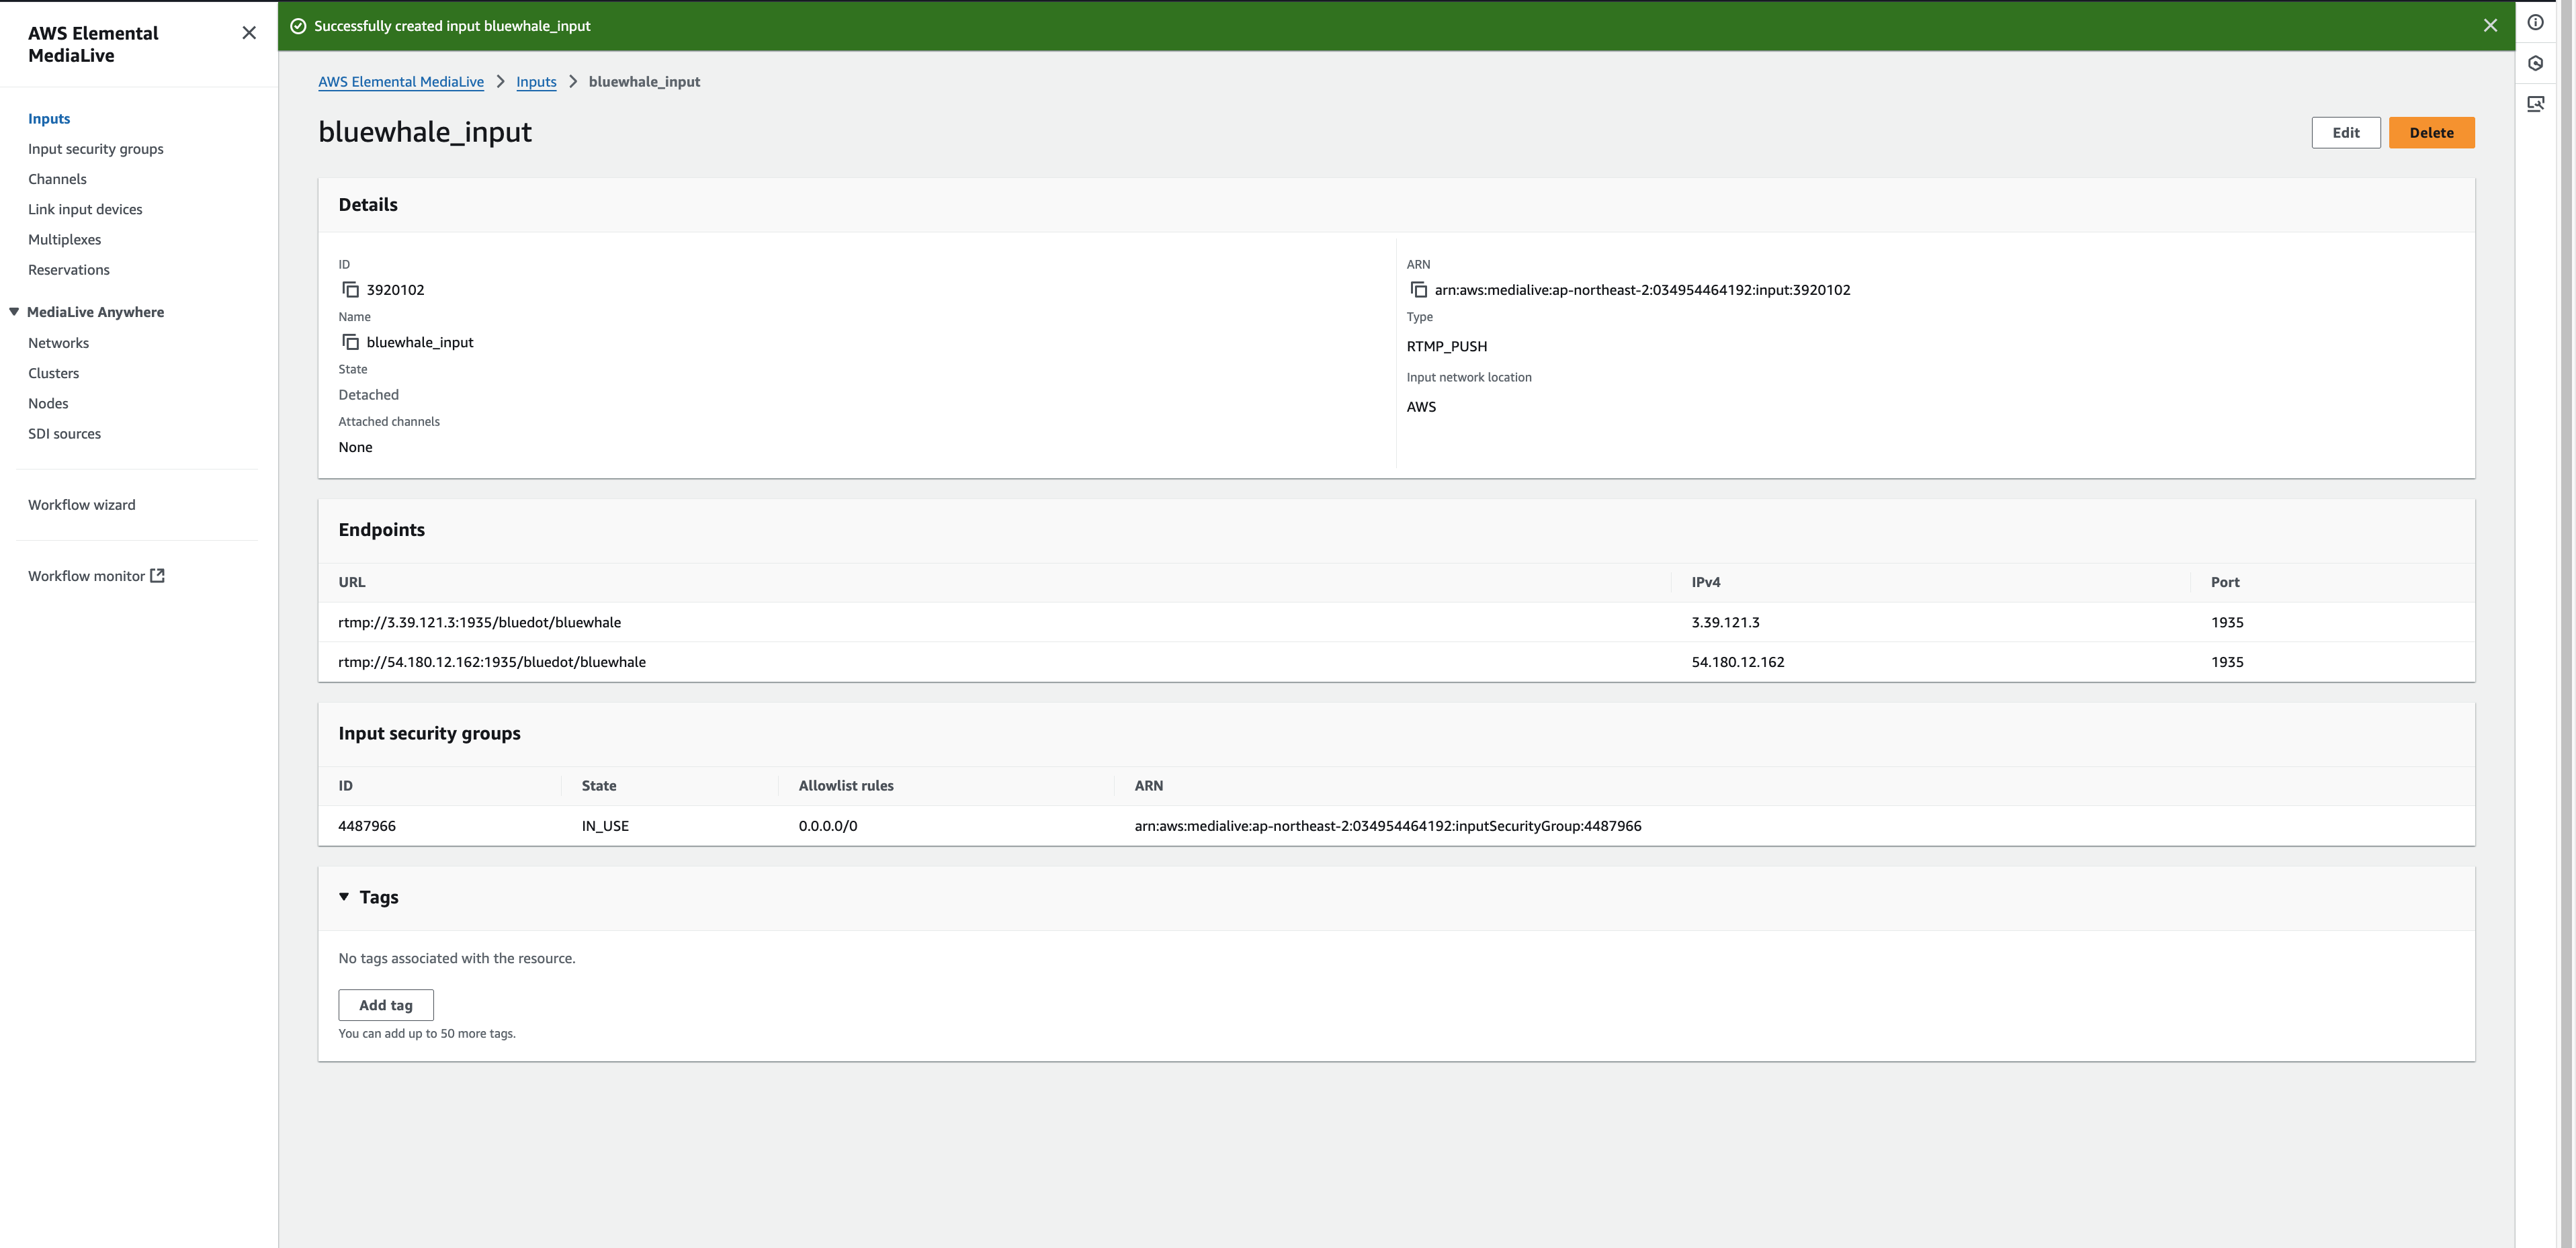 AWS Elemental
MediaLive
Inputs
Input security groups
Channels
Link input devices
Multiplexes
Reservations
MediaLive Anywhere
Networks
Clusters
Nodes
SDI sources
Workflow wizard
Workflow monitor
Successfully created input bluewhale_input
AWS Elemental MediaLive > Inputs > bluewhale_input
bluewhale_input
Edit Delete
Details
ID
3920102
Name
bluewhale_input
State
Detached
Attached channels
None
ARN
arn:aws:medialive:ap-northeast-2:034954464192:input:3920102
Type
RTMP_PUSH
Input network location
AWS
Endpoints
URL IPv4 Port
rtmp://3.39.121.3:1935/bluedot/bluewhale 3.39.121.3 1935
rtmp://54.180.12.162:1935/bluedot/bluewhale 54.180.12.162 1935
Input security groups
ID State Allowlist rules ARN
4487966 IN_USE 0.0.0.0/0 arn:aws:medialive:ap-northeast-2:034954464192:inputSecurityGroup:4487966
Tags
No tags associated with the resource.
Add tag
You can add up to 50 more tags.